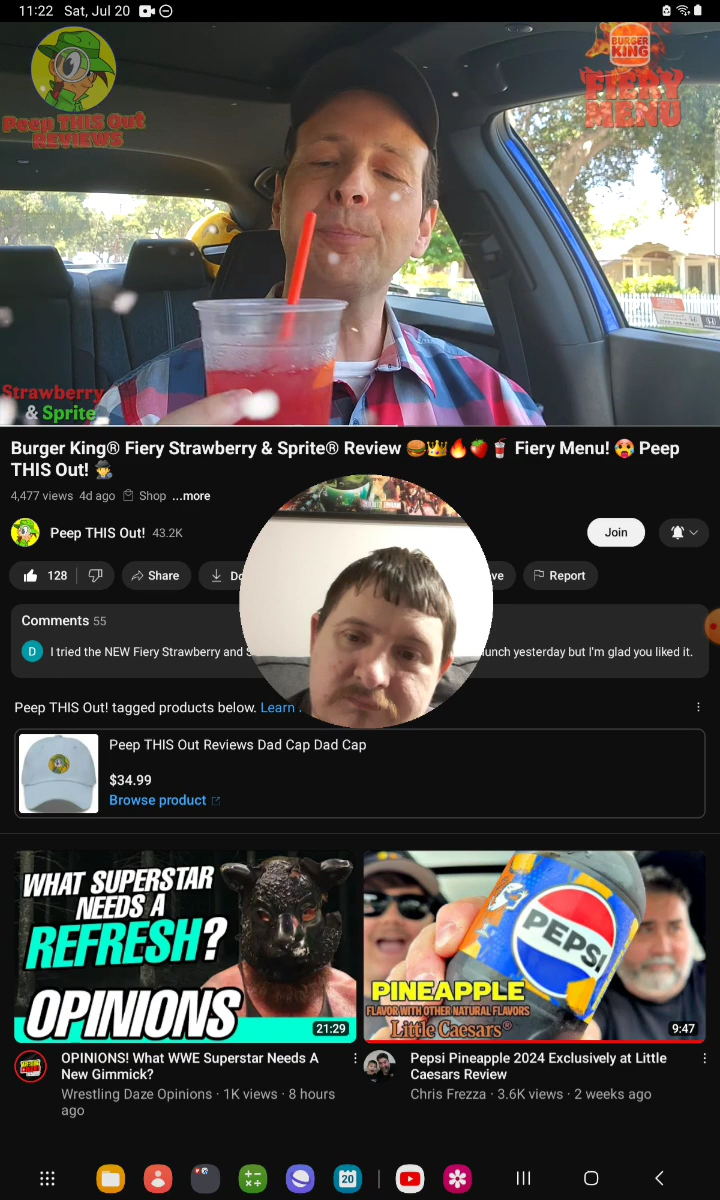 11:22 Sat, Jul 20
Peep THIS Out
REVIEWS
BURGER
KING
FIERY
MENU
Strawberry
& Sprite
Burger King® Fiery Strawberry & Sprite® Review 🍔👑🔥🍓🥤 Fiery Menu! 🥵 Peep
THIS Out! 🕵️
4,477 views 4d ago Shop ...more
Peep THIS Out! 43.2K
Join
128
Share
Report
Comments 55
D
I tried the NEW Fiery Strawberry and yesterday but I'm glad you liked it.
Peep THIS Out! tagged products below. Learn
Peep THIS Out Reviews Dad Cap Dad Cap
$34.99
Browse product
WHAT SUPERSTAR
NEEDS A
REFRESH?
OPINIONS
21:29
PEPSI
PINEAPPLE
FLAVOR WITH OTHER NATURAL FLAVORS
Little Caesars®
9:47
OPINIONS! What WWE Superstar Needs A
New Gimmick?
Wrestling Daze Opinions · 1K views · 8 hours
ago
Pepsi Pineapple 2024 Exclusively at Little
Caesars Review
Chris Frezza · 3.6K views · 2 weeks ago
20